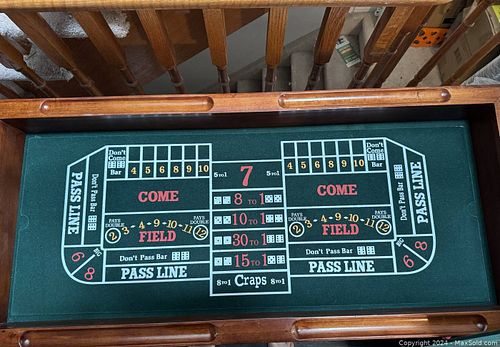 Don't
Come
Bar
4 5 6 8 9 10
COME
PAYS
DOUBLE
2 3 - 4 - 9 - 10 - 11 12
PAYS
DOUBLE
FIELD
Don't Pass Bar
PASS LINE
PASS LINE
Don't Pass Bar
BIG
6 8
5 to 1 7 5 to 1
8 TO 1
10 TO 1
30 TO 1
15 TO 1
8 to 1 Craps 8 to 1
Don't
Come
Bar
4 5 6 8 9 10
COME
PAYS
DOUBLE
2 3 - 4 - 9 - 10 - 11 12
PAYS
DOUBLE
FIELD
Don't Pass Bar
PASS LINE
Don't Pass Bar
PASS LINE
BIG
6 8
Copyright 2024 - MaxSold.com